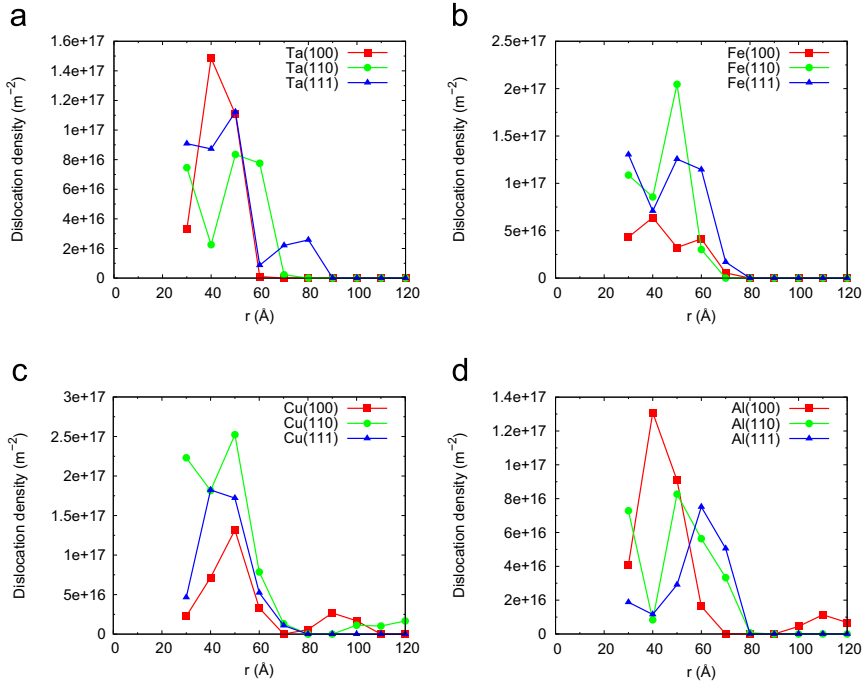 a
1.6e+17
1.4e+17
1.2e+17
1e+17
8e+16
6e+16
4e+16
2e+16
0
0 20 40 60 80 100 120
Dislocation density (m⁻²)
r (Å)
Ta(100)
Ta(110)
Ta(111)
b
2.5e+17
2e+17
1.5e+17
1e+17
5e+16
0
0 20 40 60 80 100 120
Dislocation density (m⁻²)
r (Å)
Fe(100)
Fe(110)
Fe(111)
c
3e+17
2.5e+17
2e+17
1.5e+17
1e+17
5e+16
0
0 20 40 60 80 100 120
Dislocation density (m⁻²)
r (Å)
Cu(100)
Cu(110)
Cu(111)
d
1.4e+17
1.2e+17
1e+17
8e+16
6e+16
4e+16
2e+16
0
0 20 40 60 80 100 120
Dislocation density (m⁻²)
r (Å)
Al(100)
Al(110)
Al(111)